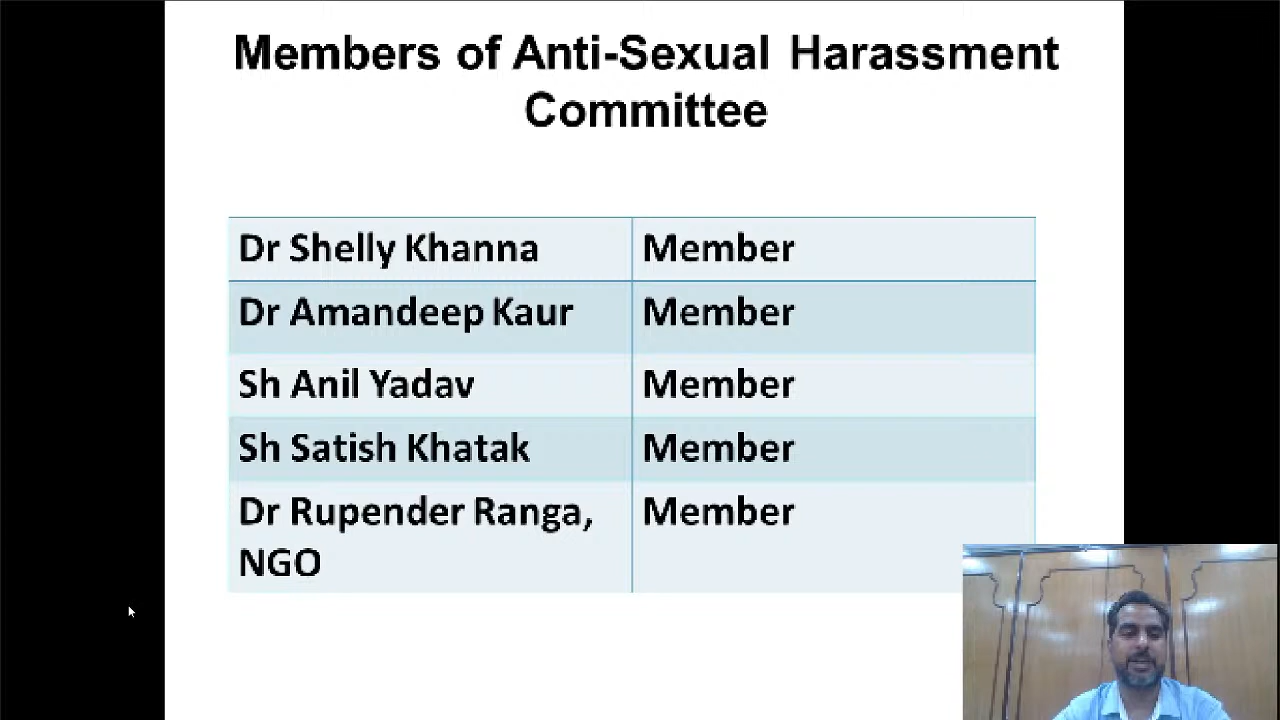 Members of Anti-Sexual Harassment
Committee
Dr Shelly Khanna Member
Dr Amandeep Kaur Member
Sh Anil Yadav Member
Sh Satish Khatak Member
Dr Rupender Ranga, Member
NGO